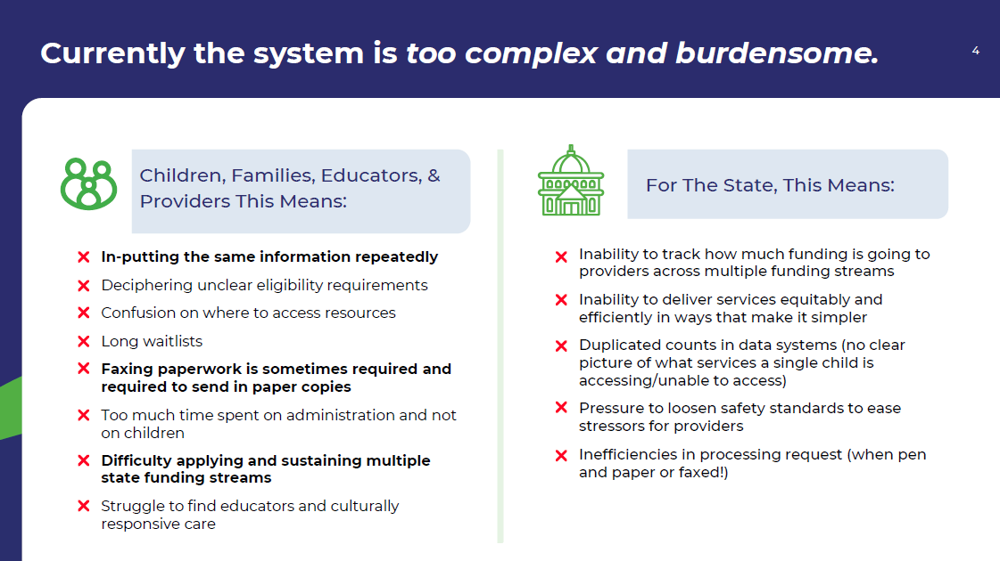 Currently the system is too complex and burdensome.
4
Children, Families, Educators, &
Providers This Means:
In-putting the same information repeatedly
Deciphering unclear eligibility requirements
Confusion on where to access resources
Long waitlists
Faxing paperwork is sometimes required and
required to send in paper copies
Too much time spent on administration and not
on children
Difficulty applying and sustaining multiple
state funding streams
Struggle to find educators and culturally
responsive care
For The State, This Means:
Inability to track how much funding is going to
providers across multiple funding streams
Inability to deliver services equitably and
efficiently in ways that make it simpler
Duplicated counts in data systems (no clear
picture of what services a single child is
accessing/unable to access)
Pressure to loosen safety standards to ease
stressors for providers
Inefficiencies in processing request (when pen
and paper or faxed!)